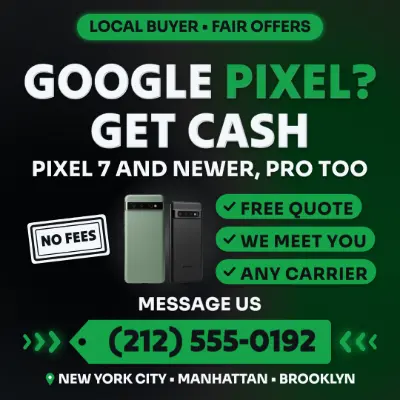 LOCAL BUYER • FAIR OFFERS
GOOGLE PIXEL?
GET CASH
PIXEL 7 AND NEWER, PRO TOO
NO FEES
FREE QUOTE
WE MEET YOU
ANY CARRIER
MESSAGE US
(212) 555-0192
NEW YORK CITY • MANHATTAN • BROOKLYN